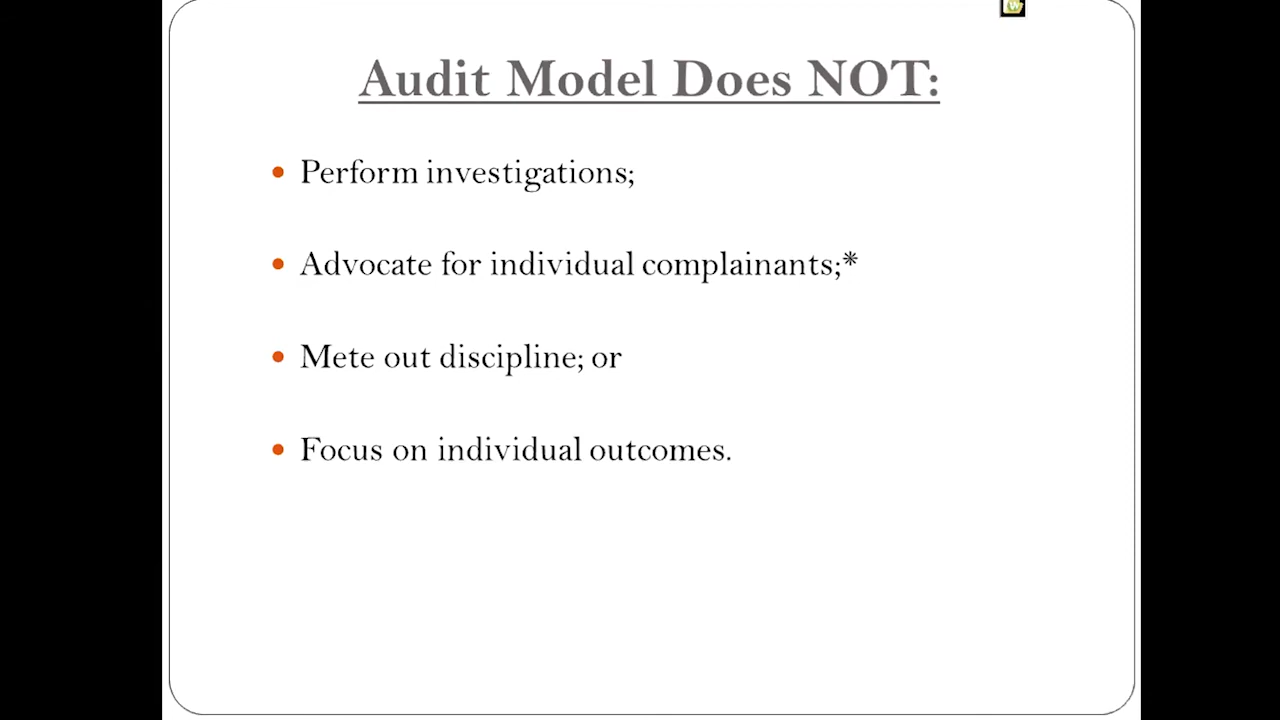 Audit Model Does NOT:
Perform investigations;
Advocate for individual complainants;*
Mete out discipline; or
Focus on individual outcomes.